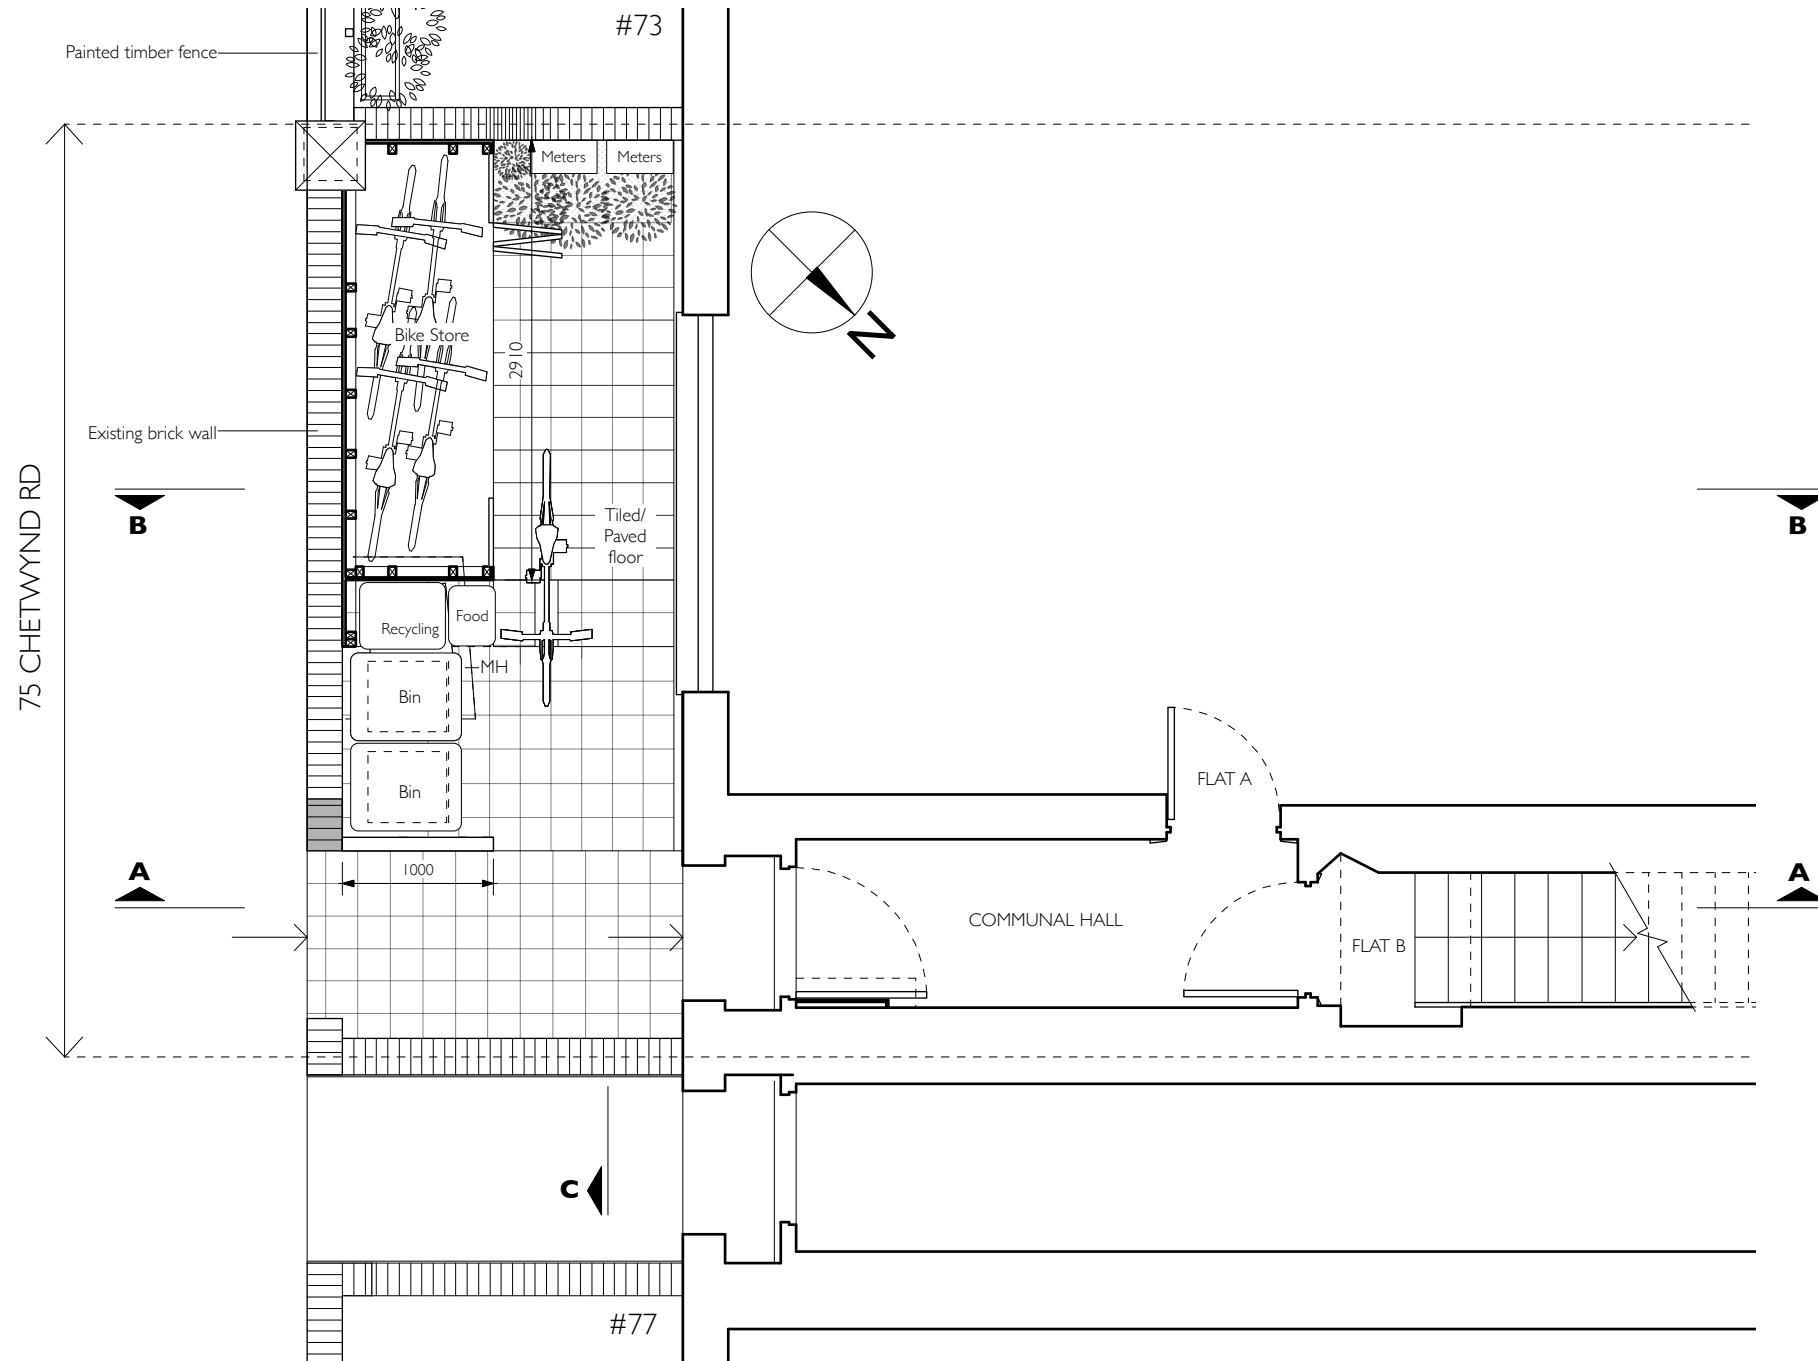 #73
Painted timber fence
Meters
Meters
Bike Store
2910
Existing brick wall
75 CHETWYND RD
B
B
Tiled/
Paved
floor
Recycling
Food
MH
Bin
Bin
N
FLAT A
A
A
1000
COMMUNAL HALL
FLAT B
C
#77